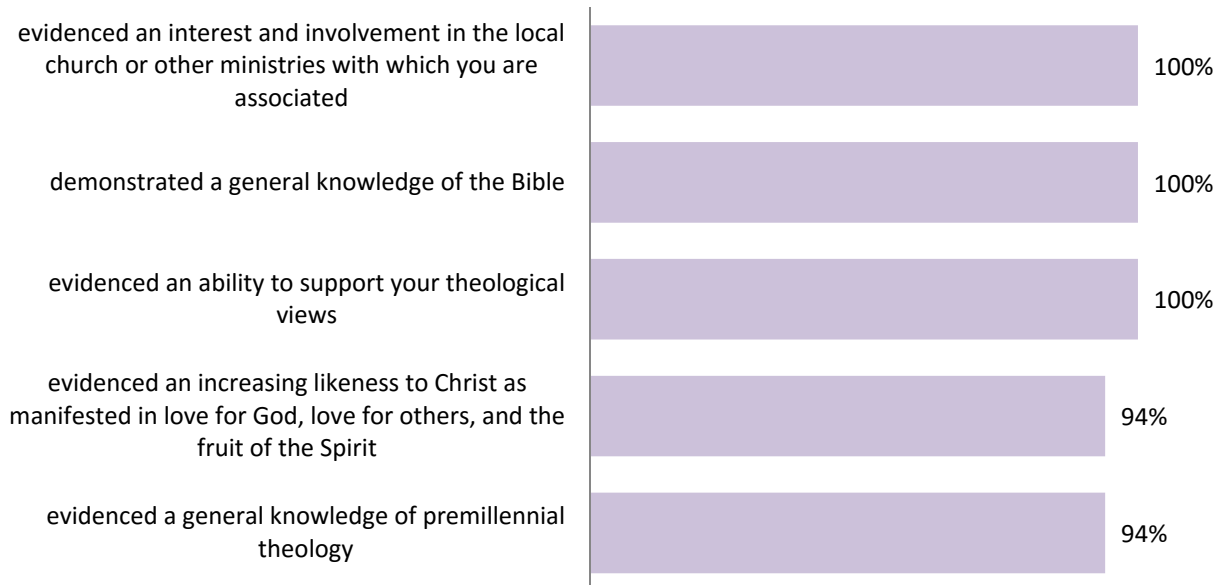 evidenced an interest and involvement in the local
church or other ministries with which you are
associated
100%
demonstrated a general knowledge of the Bible
100%
evidenced an ability to support your theological
views
100%
evidenced an increasing likeness to Christ as
manifested in love for God, love for others, and the
fruit of the Spirit
94%
evidenced a general knowledge of premillennial
theology
94%